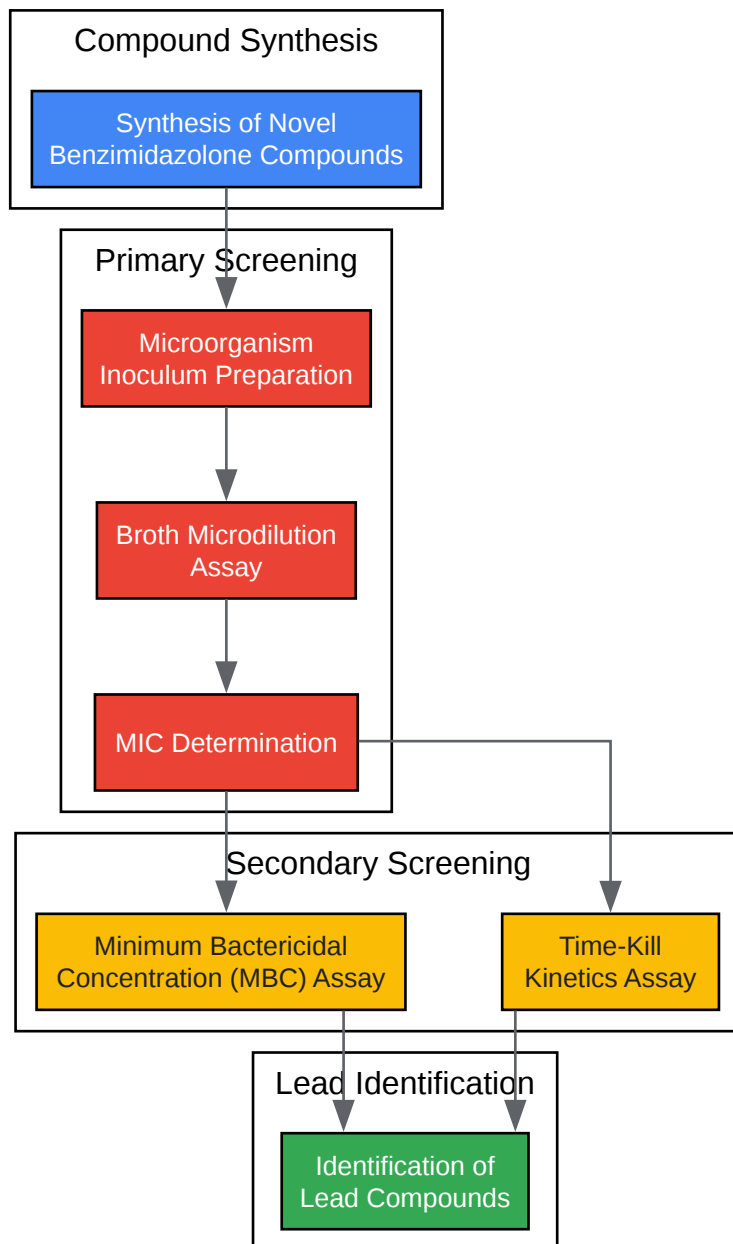 Compound Synthesis
Synthesis of Novel
Benzimidazolone Compounds
Primary Screening
Microorganism
Inoculum Preparation
Broth Microdilution
Assay
MIC Determination
Secondary Screening
Minimum Bactericidal
Concentration (MBC) Assay
Time-Kill
Kinetics Assay
Lead Identification
Identification of
Lead Compounds